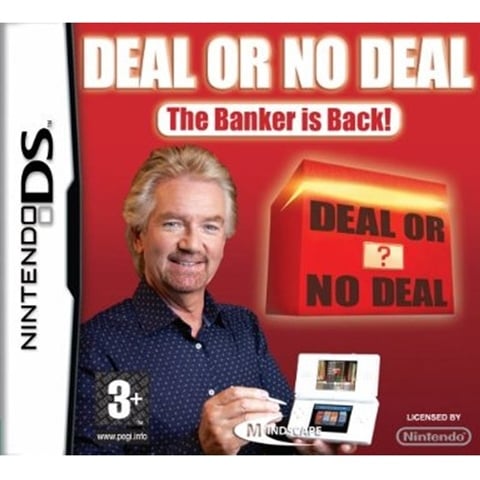 DEAL OR NO DEAL
The Banker is Back!
NINTENDO DS™
DEAL OR
?
NO DEAL
3+
www.pegi.info
MINDSCAPE
LICENSED BY
Nintendo